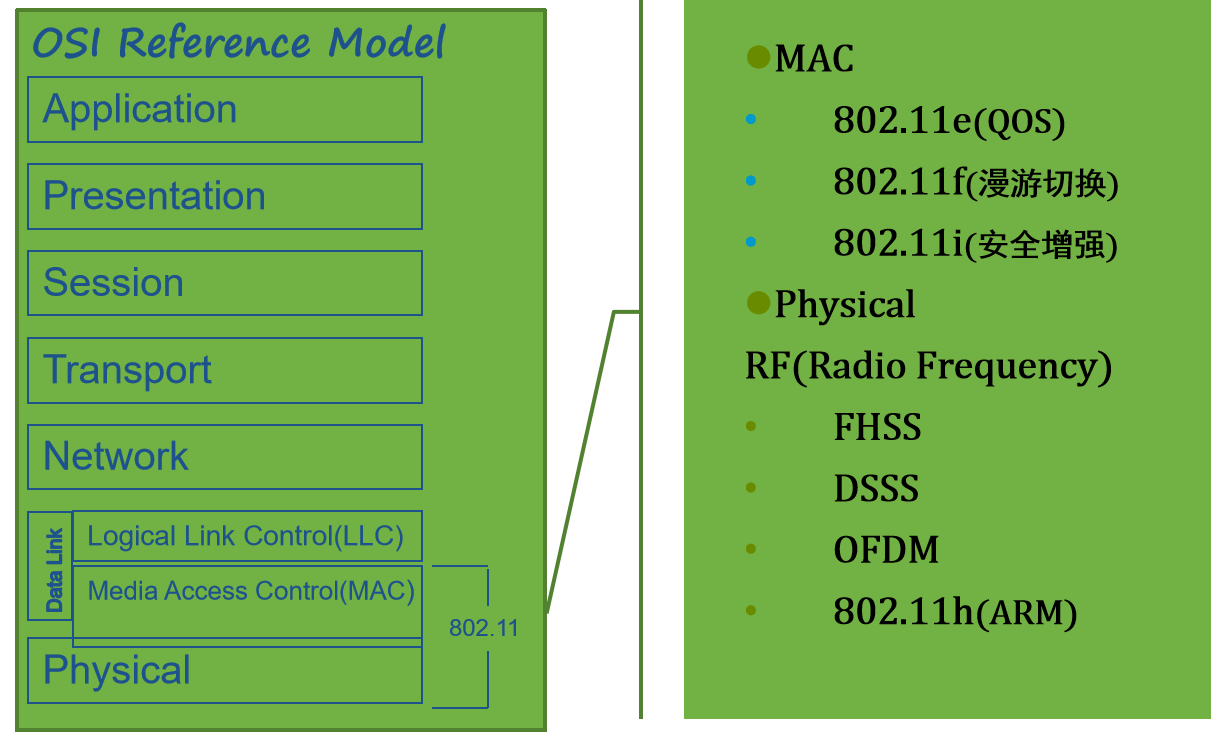 OSI Reference Model
Application
Presentation
Session
Transport
Network
Data Link
Logical Link Control(LLC)
Media Access Control(MAC)
802.11
Physical
MAC
802.11e(QOS)
802.11f(漫游切换)
802.11i(安全增强)
Physical
RF(Radio Frequency)
FHSS
DSSS
OFDM
802.11h(ARM)